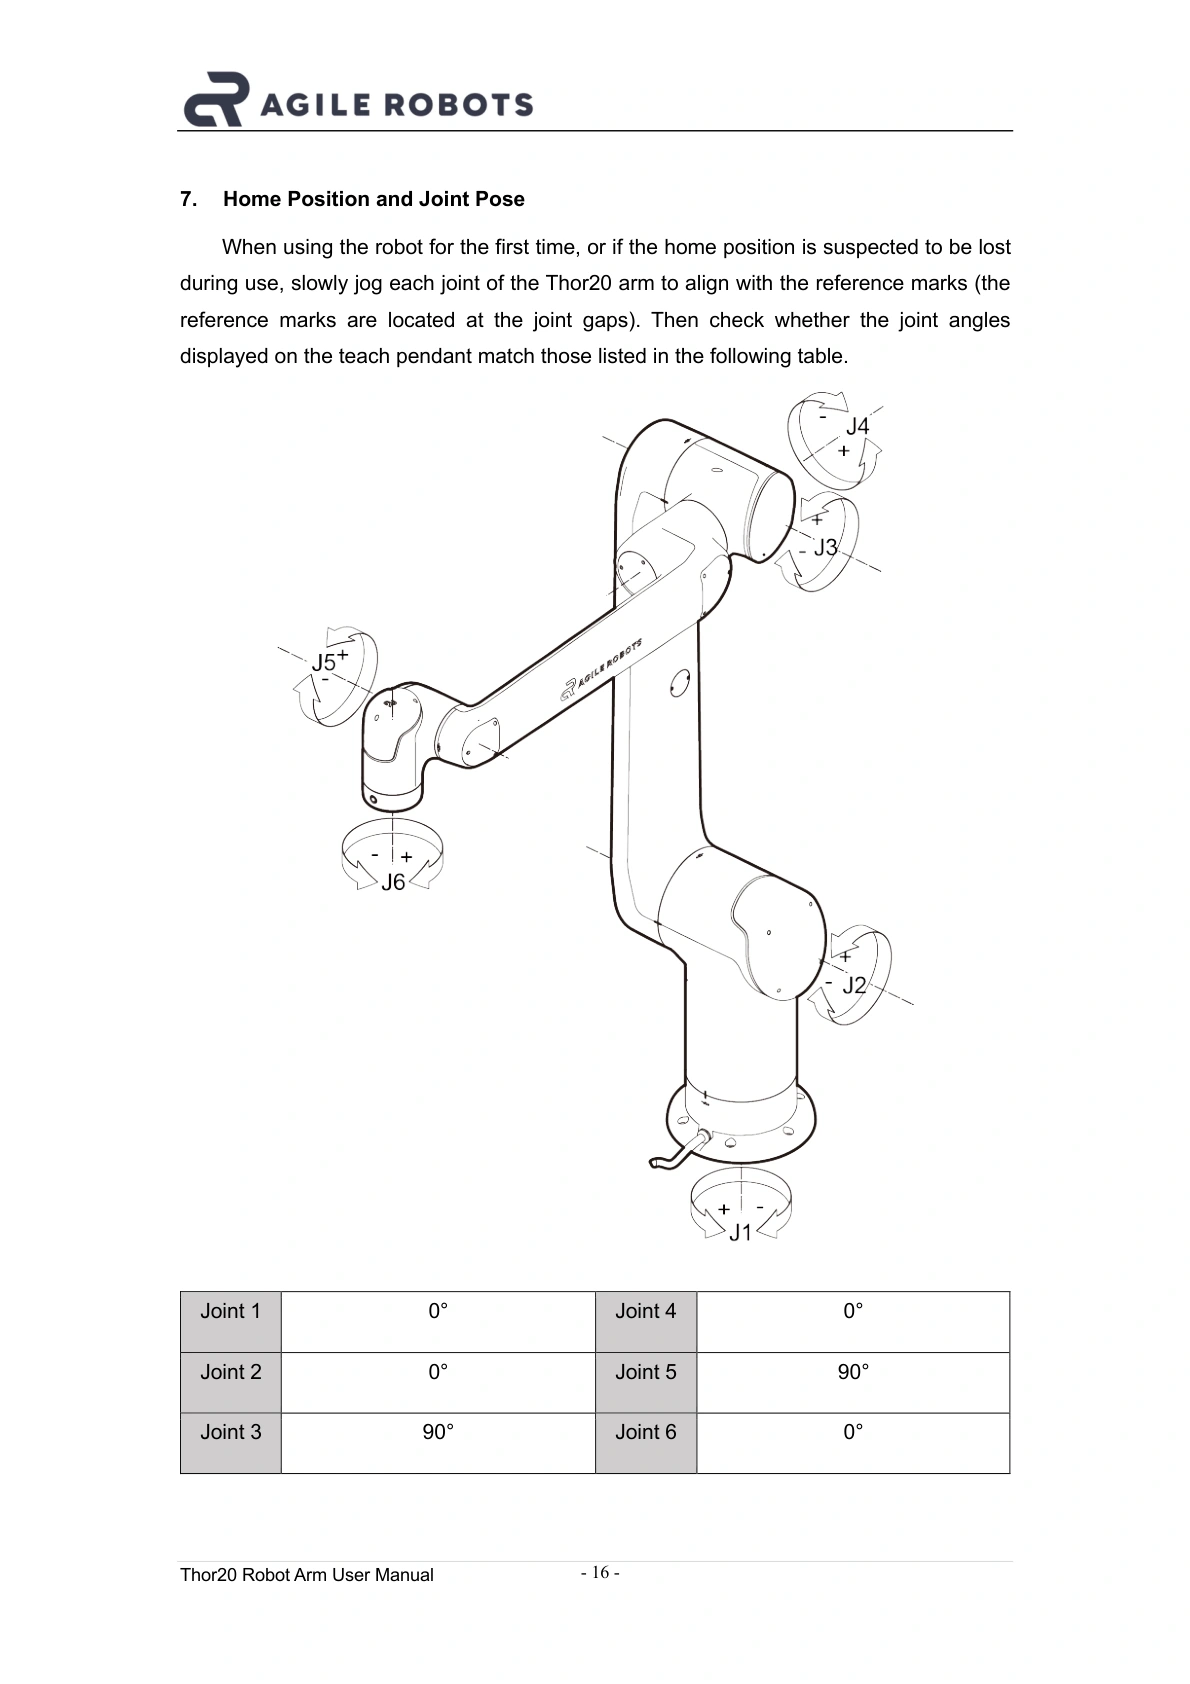 AGILE ROBOTS
7. Home Position and Joint Pose
When using the robot for the first time, or if the home position is suspected to be lost
during use, slowly jog each joint of the Thor20 arm to align with the reference marks (the
reference marks are located at the joint gaps). Then check whether the joint angles
displayed on the teach pendant match those listed in the following table.
-
J4
+
+
- J3
J5+
-
AGILE ROBOTS
- +
J6
+
- J2
+ -
J1
Joint 1 0° Joint 4 0°
Joint 2 0° Joint 5 90°
Joint 3 90° Joint 6 0°
Thor20 Robot Arm User Manual - 16 -